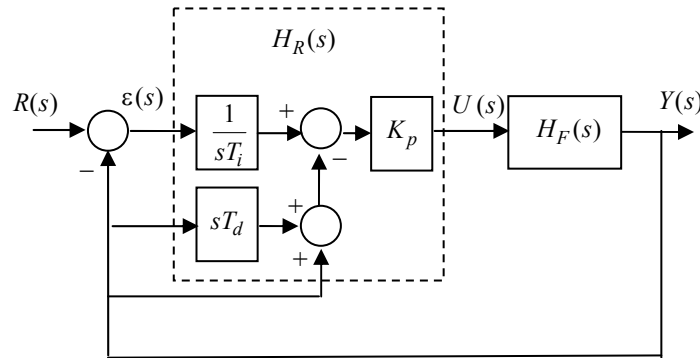 H_R(s)
R(s)
ε(s)
U(s)
Y(s)
−
1
sT_i
+
−
K_p
H_F(s)
sT_d
+
+